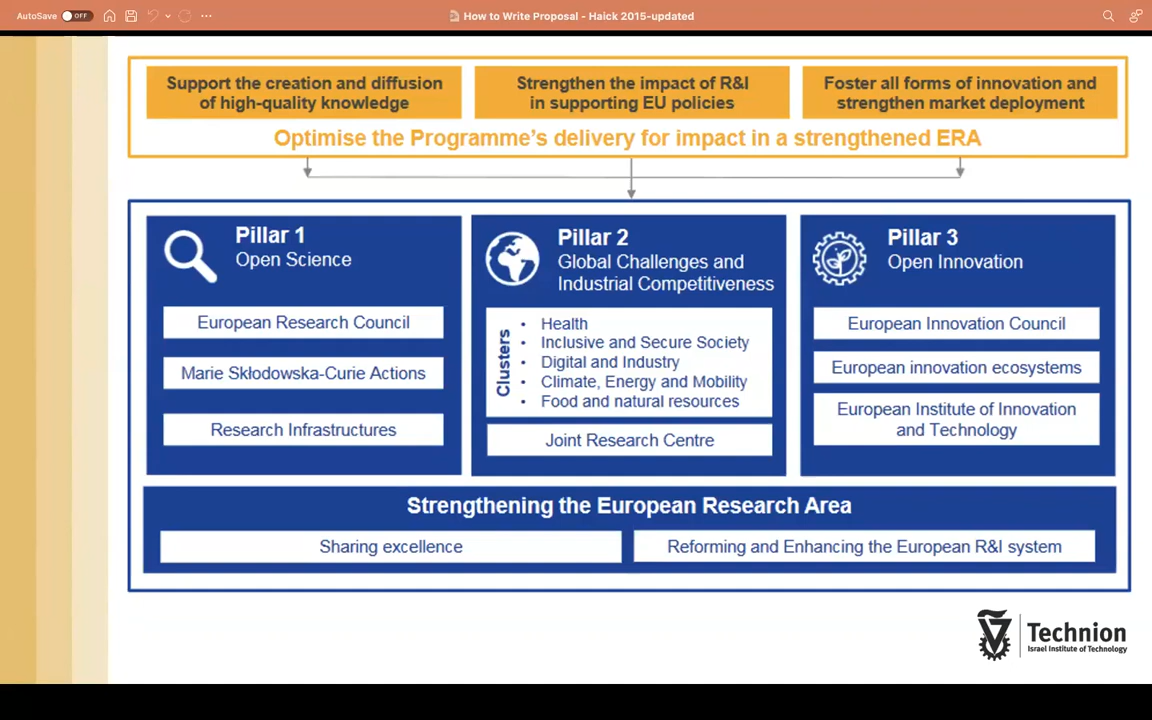 AutoSave OFF
How to Write Proposal - Haick 2015-updated
Support the creation and diffusion
of high-quality knowledge
Strengthen the impact of R&I
in supporting EU policies
Foster all forms of innovation and
strengthen market deployment
Optimise the Programme's delivery for impact in a strengthened ERA
Pillar 1
Open Science
European Research Council
Marie Skłodowska-Curie Actions
Research Infrastructures
Pillar 2
Global Challenges and
Industrial Competitiveness
Clusters
• Health
• Inclusive and Secure Society
• Digital and Industry
• Climate, Energy and Mobility
• Food and natural resources
Joint Research Centre
Pillar 3
Open Innovation
European Innovation Council
European innovation ecosystems
European Institute of Innovation
and Technology
Strengthening the European Research Area
Sharing excellence
Reforming and Enhancing the European R&I system
Technion
Israel Institute of Technology